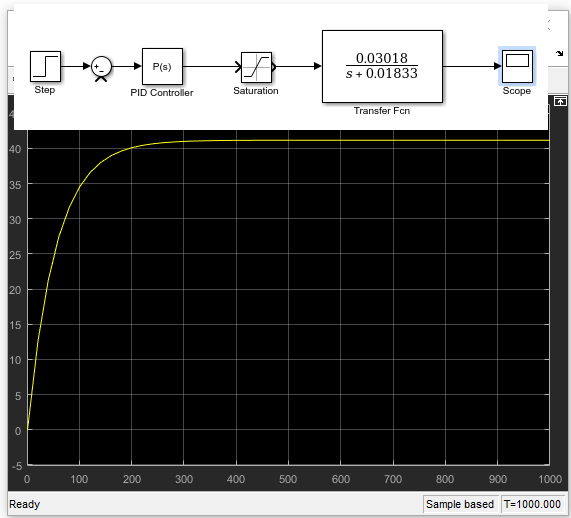 0.03018
s + 0.01833
P(s)
+
−
Step
PID Controller
Saturation
Transfer Fcn
Scope
40
35
30
25
20
15
10
5
0
-5
0 100 200 300 400 500 600 700 800 900 1000
Ready
Sample based T=1000.000